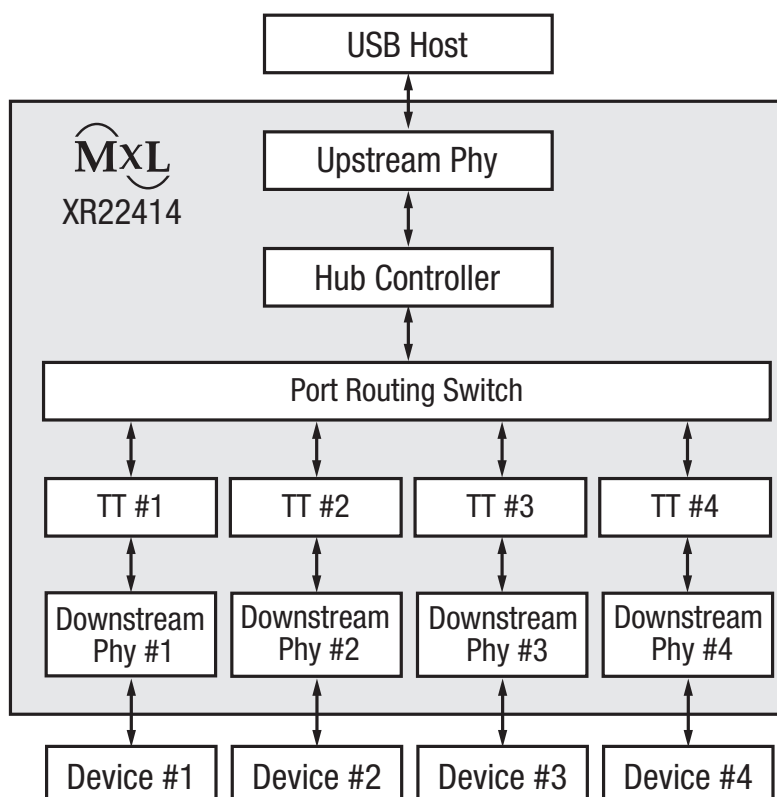 USB Host
MXL
XR22414
Upstream Phy
Hub Controller
Port Routing Switch
TT #1
TT #2
TT #3
TT #4
Downstream
Phy #1
Downstream
Phy #2
Downstream
Phy #3
Downstream
Phy #4
Device #1
Device #2
Device #3
Device #4